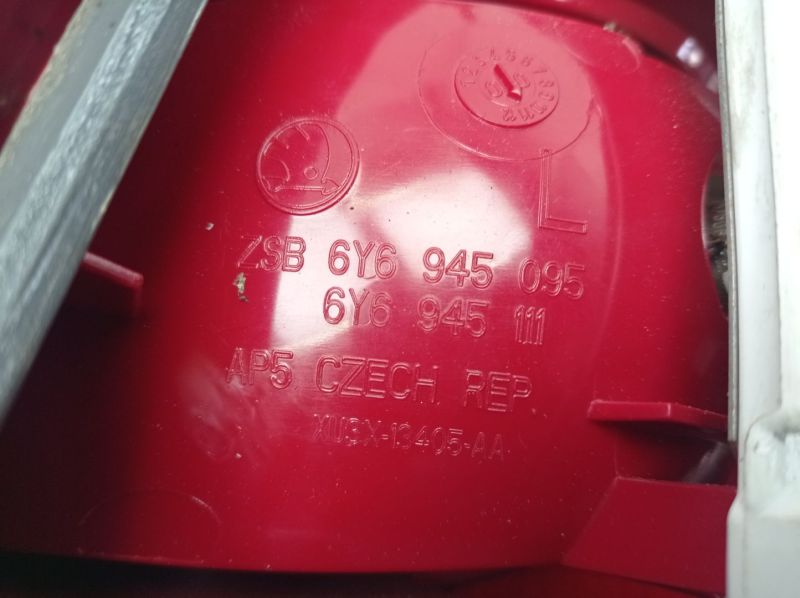 L
ZSB 6Y6 945 095
6Y6 945 111
AP5 CZECH REP
XU3X-13405-AA